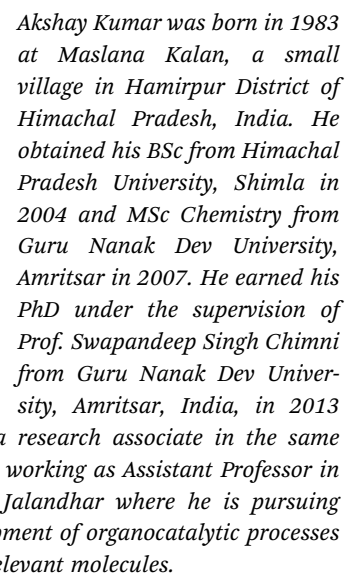 Akshay Kumar was born in 1983
at Maslana Kalan, a small
village in Hamirpur District of
Himachal Pradesh, India. He
obtained his BSc from Himachal
Pradesh University, Shimla in
2004 and MSc Chemistry from
Guru Nanak Dev University,
Amritsar in 2007. He earned his
PhD under the supervision of
Prof. Swapandeep Singh Chimni
from Guru Nanak Dev Univer-
sity, Amritsar, India, in 2013
a research associate in the same
working as Assistant Professor in
Jalandhar where he is pursuing
of organocatalytic processes
molecules.